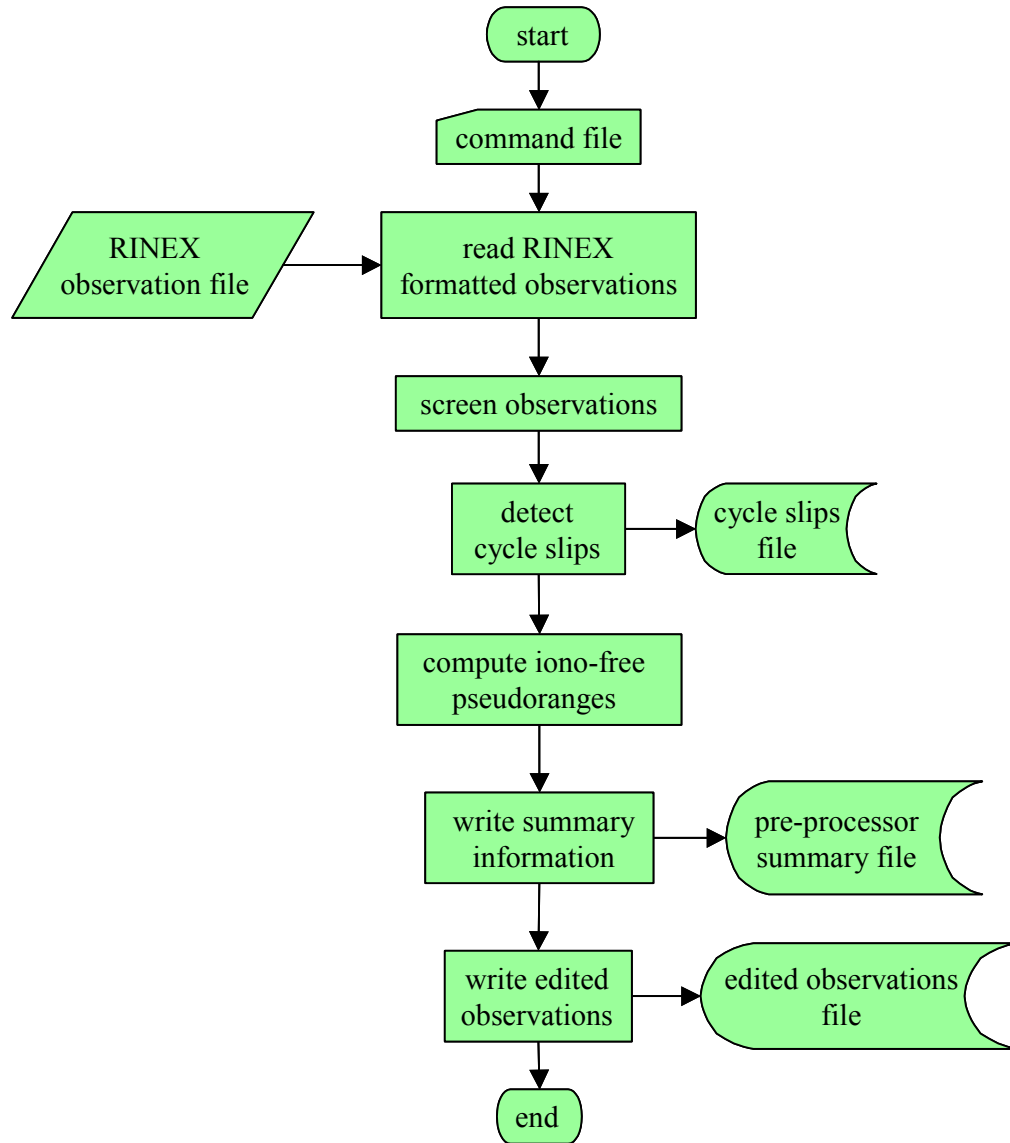 start
command file
RINEX
observation file
read RINEX
formatted observations
screen observations
detect
cycle slips
cycle slips
file
compute iono-free
pseudoranges
write summary
information
pre-processor
summary file
write edited
observations
edited observations
file
end